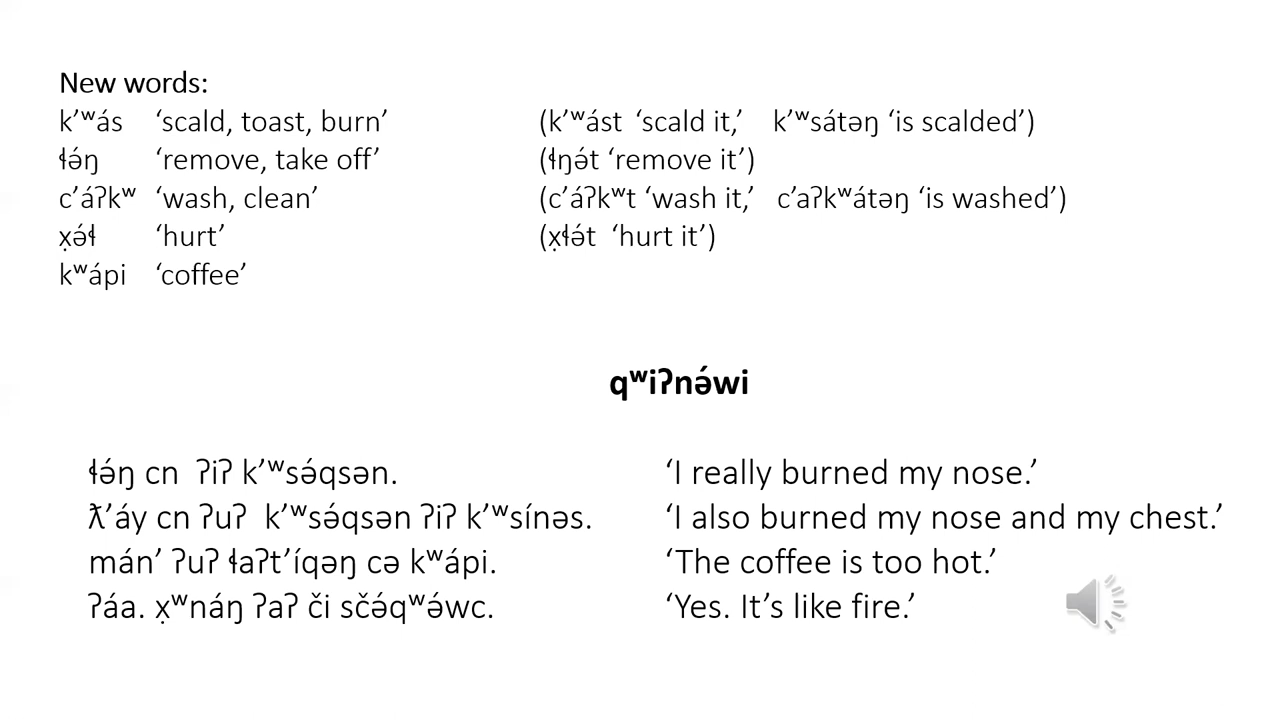 New words:
k’ʷás ‘scald, toast, burn’ (k’ʷást ‘scald it,’ k’ʷsátəŋ ‘is scalded’)
ɬə́ŋ ‘remove, take off’ (ɬŋə́t ‘remove it’)
c’áʔkʷ ‘wash, clean’ (c’áʔkʷt ‘wash it,’ c’aʔkʷátəŋ ‘is washed’)
x̣ə́ɬ ‘hurt’ (x̣ɬə́t ‘hurt it’)
kʷápi ‘coffee’
qʷiʔnə́wi
ɬə́ŋ cn ʔiʔ k’ʷsə́qsən. ‘I really burned my nose.’
ƛ’áy cn ʔuʔ k’ʷsə́qsən ʔiʔ k’ʷsínəs. ‘I also burned my nose and my chest.’
mán’ ʔuʔ ɬaʔt’íqəŋ cə kʷápi. ‘The coffee is too hot.’
ʔáa. x̣ʷnáŋ ʔaʔ či sčə́qʷə́wc. ‘Yes. It’s like fire.’